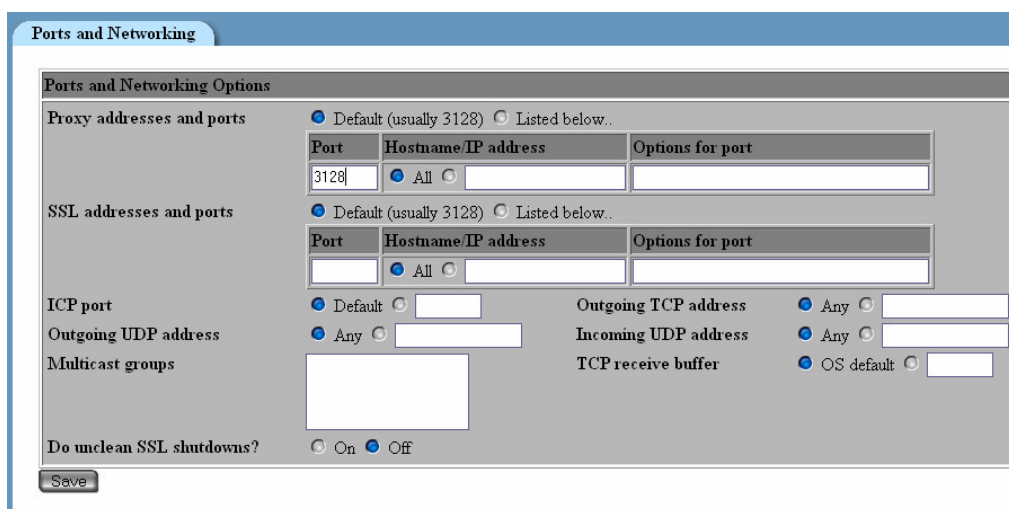 Ports and Networking
Ports and Networking Options
Proxy addresses and ports Default (usually 3128) Listed below..
Port Hostname/IP address Options for port
3128 All
SSL addresses and ports Default (usually 3128) Listed below..
Port Hostname/IP address Options for port
All
ICP port Default Outgoing TCP address Any
Outgoing UDP address Any Incoming UDP address Any
Multicast groups TCP receive buffer OS default
Do unclean SSL shutdowns? On Off
Save